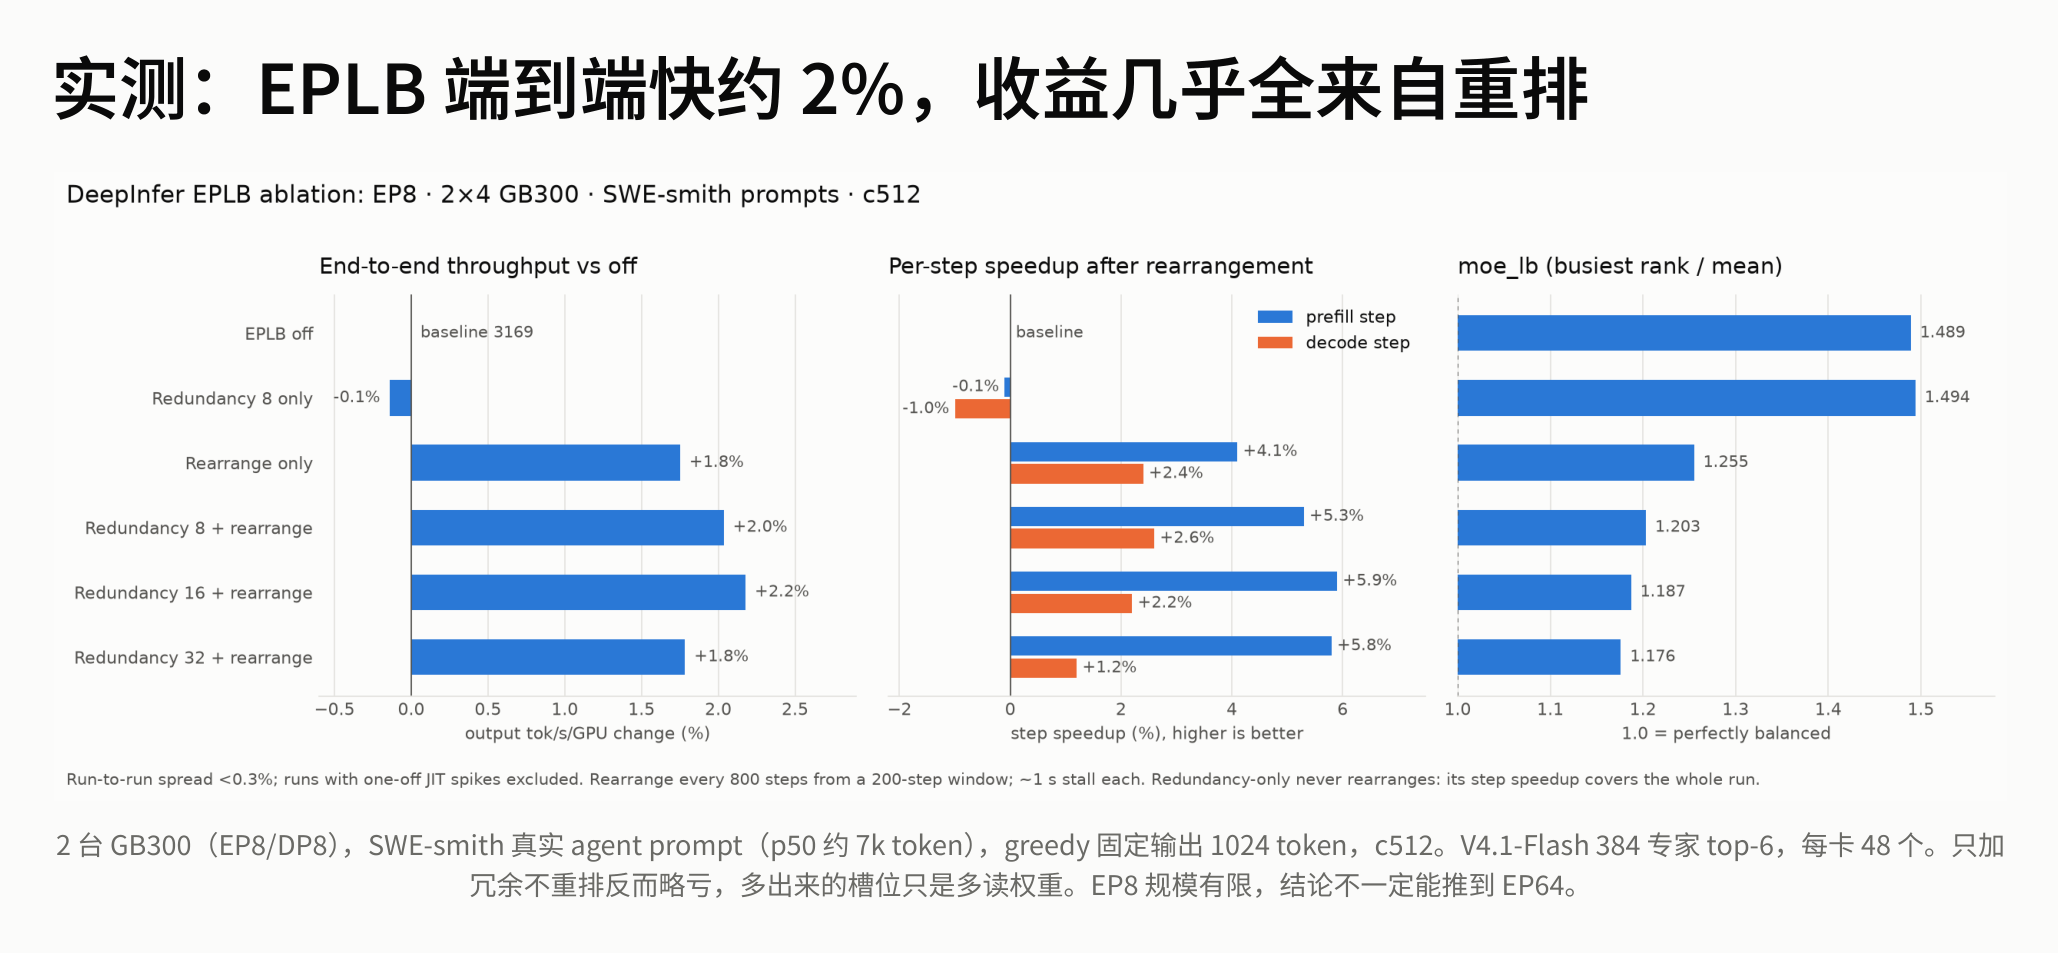 实测：EPLB 端到端快约 2%，收益几乎全来自重排
DeepInfer EPLB ablation: EP8 · 2×4 GB300 · SWE-smith prompts · c512
End-to-end throughput vs off
EPLB off
baseline 3169
Redundancy 8 only
-0.1%
Rearrange only
+1.8%
Redundancy 8 + rearrange
+2.0%
Redundancy 16 + rearrange
+2.2%
Redundancy 32 + rearrange
+1.8%
−0.5 0.0 0.5 1.0 1.5 2.0 2.5
output tok/s/GPU change (%)
Per-step speedup after rearrangement
prefill step
decode step
baseline
-0.1%
-1.0%
+4.1%
+2.4%
+5.3%
+2.6%
+5.9%
+2.2%
+5.8%
+1.2%
−2 0 2 4 6
step speedup (%), higher is better
moe_lb (busiest rank / mean)
1.489
1.494
1.255
1.203
1.187
1.176
1.0 1.1 1.2 1.3 1.4 1.5
1.0 = perfectly balanced
Run-to-run spread <0.3%; runs with one-off JIT spikes excluded. Rearrange every 800 steps from a 200-step window; ~1 s stall each. Redundancy-only never rearranges: its step speedup covers the whole run.
2 台 GB300（EP8/DP8），SWE-smith 真实 agent prompt（p50 约 7k token），greedy 固定输出 1024 token，c512。V4.1-Flash 384 专家 top-6，每卡 48 个。只加
冗余不重排反而略亏，多出来的槽位只是多读权重。EP8 规模有限，结论不一定能推到 EP64。